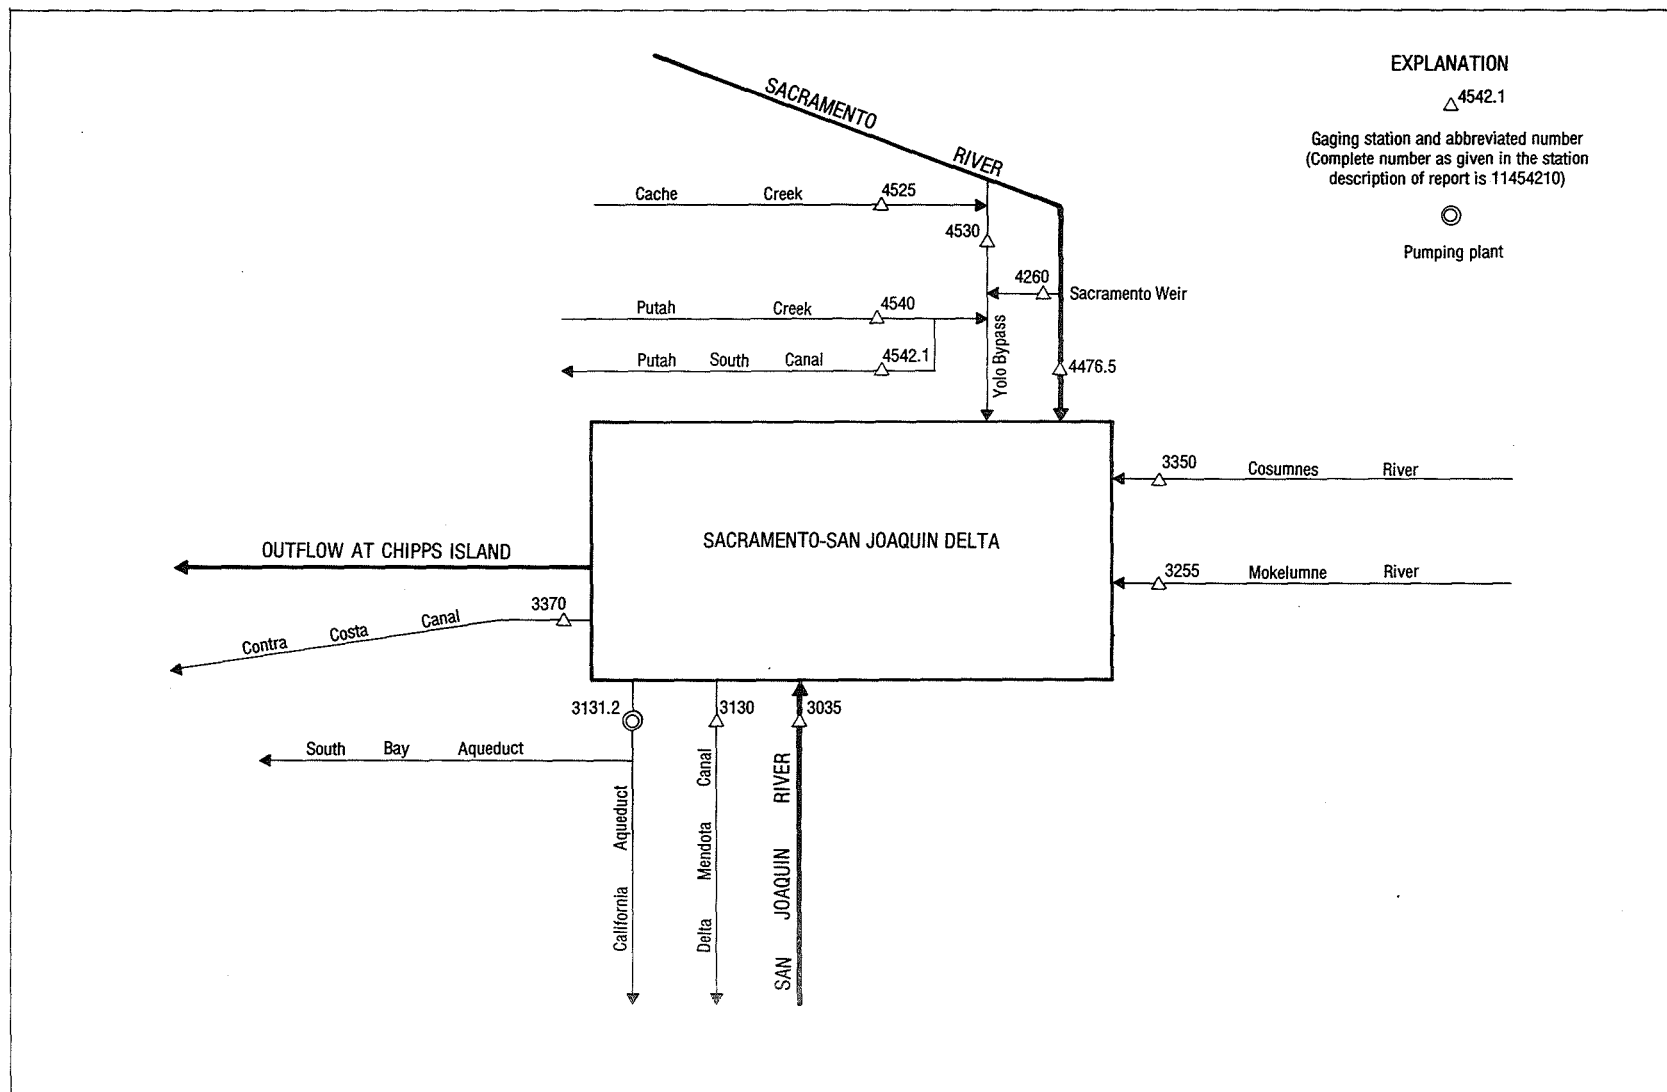 EXPLANATION
4542.1
Gaging station and abbreviated number
(Complete number as given in the station
description of report is 11454210)
Pumping plant
SACRAMENTO RIVER
Cache Creek 4525
4530
4260
Sacramento Weir
Putah Creek 4540
Putah South Canal 4542.1
Yolo Bypass
4476.5
3350 Cosumnes River
SACRAMENTO-SAN JOAQUIN DELTA
OUTFLOW AT CHIPPS ISLAND
3255 Mokelumne River
3370
Contra Costa Canal
3131.2
3130
3035
South Bay Aqueduct
California Aqueduct
Delta Mendota Canal
SAN JOAQUIN RIVER